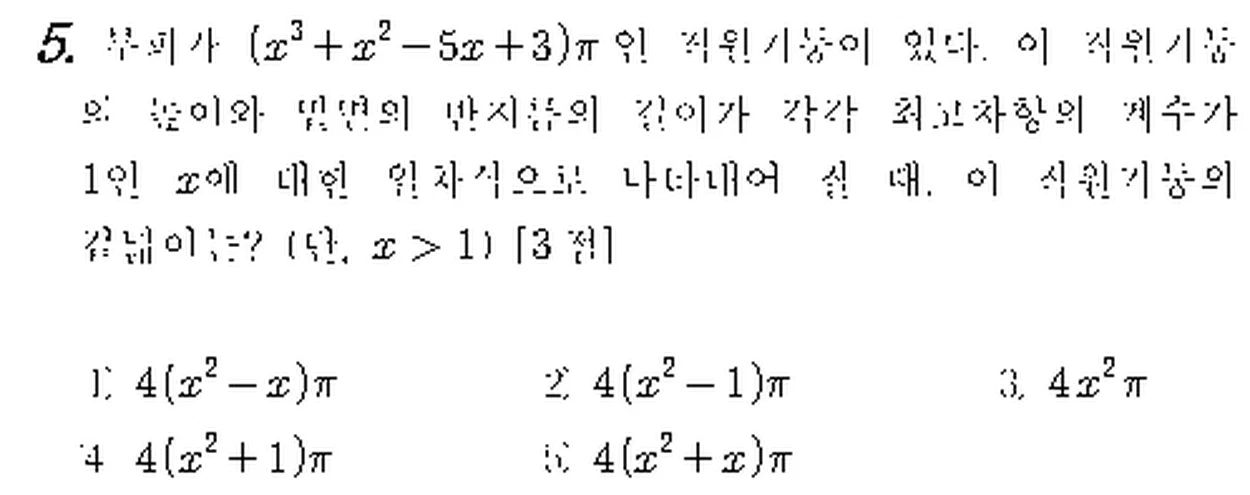 5. 부피가 (x³+x²−5x+3)π 인 직원기둥이 있다. 이 직원기둥
의 높이와 밑면의 반지름의 길이가 각각 최고차항의 계수가
1인 x에 대한 일차식으로 나타내어 질 때, 이 직원기둥의
겉넓이는? (단, x > 1) [3 점]
① 4(x²−x)π ② 4(x²−1)π ③ 4x²π
④ 4(x²+1)π ⑤ 4(x²+x)π